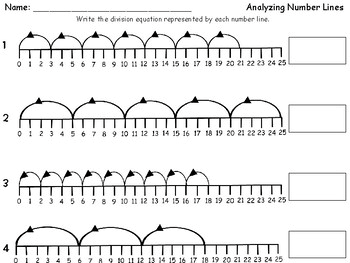 Name: ______________________________ Analyzing Number Lines
Write the division equation represented by each number line.
1
0 1 2 3 4 5 6 7 8 9 10 11 12 13 14 15 16 17 18 19 20 21 22 23 24 25
2
0 1 2 3 4 5 6 7 8 9 10 11 12 13 14 15 16 17 18 19 20 21 22 23 24 25
3
0 1 2 3 4 5 6 7 8 9 10 11 12 13 14 15 16 17 18 19 20 21 22 23 24 25
4
0 1 2 3 4 5 6 7 8 9 10 11 12 13 14 15 16 17 18 19 20 21 22 23 24 25